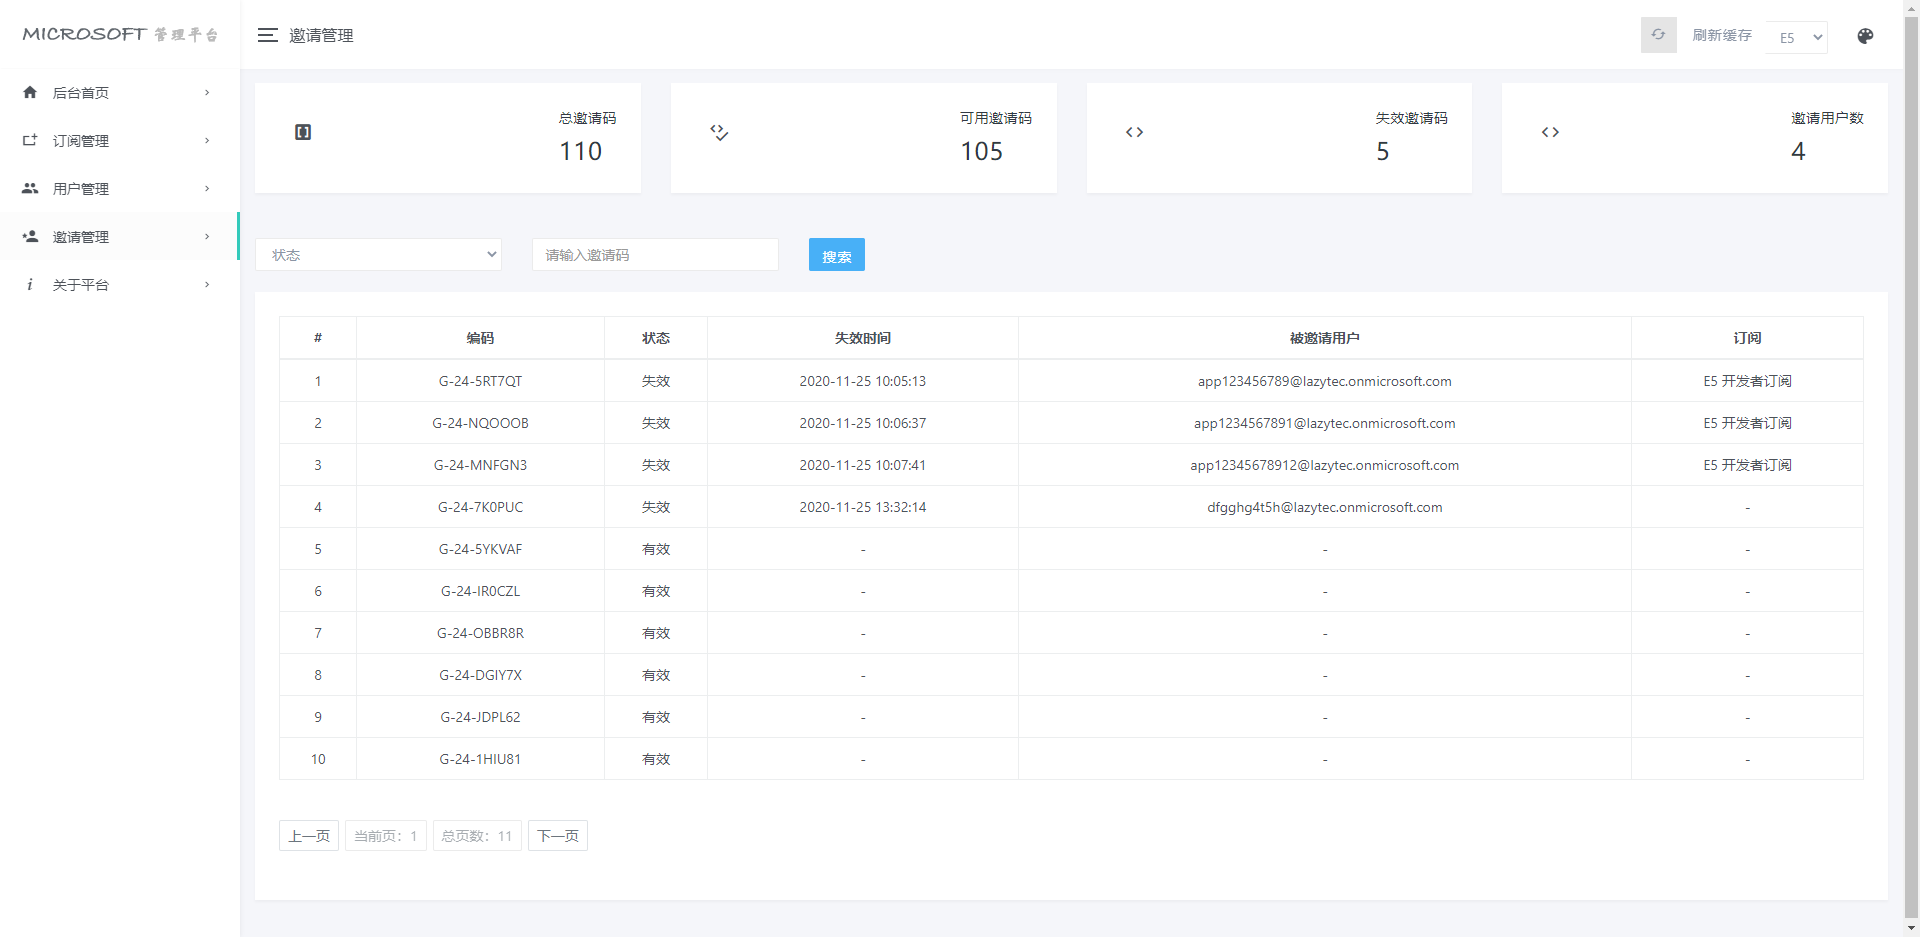 MICROSOFT 管理平台
邀请管理
刷新缓存
E5
后台首页
订阅管理
用户管理
邀请管理
关于平台
总邀请码
110
可用邀请码
105
失效邀请码
5
邀请用户数
4
状态
请输入邀请码
搜索
# 编码 状态 失效时间 被邀请用户 订阅
1 G-24-5RT7QT 失效 2020-11-25 10:05:13 app123456789@lazytec.onmicrosoft.com E5 开发者订阅
2 G-24-NQOOOB 失效 2020-11-25 10:06:37 app1234567891@lazytec.onmicrosoft.com E5 开发者订阅
3 G-24-MNFGN3 失效 2020-11-25 10:07:41 app12345678912@lazytec.onmicrosoft.com E5 开发者订阅
4 G-24-7K0PUC 失效 2020-11-25 13:32:14 dfgghg4t5h@lazytec.onmicrosoft.com -
5 G-24-5YKVAF 有效 - - -
6 G-24-IR0CZL 有效 - - -
7 G-24-OBBR8R 有效 - - -
8 G-24-DGIY7X 有效 - - -
9 G-24-JDPL62 有效 - - -
10 G-24-1HIU81 有效 - - -
上一页 当前页：1 总页数：11 下一页